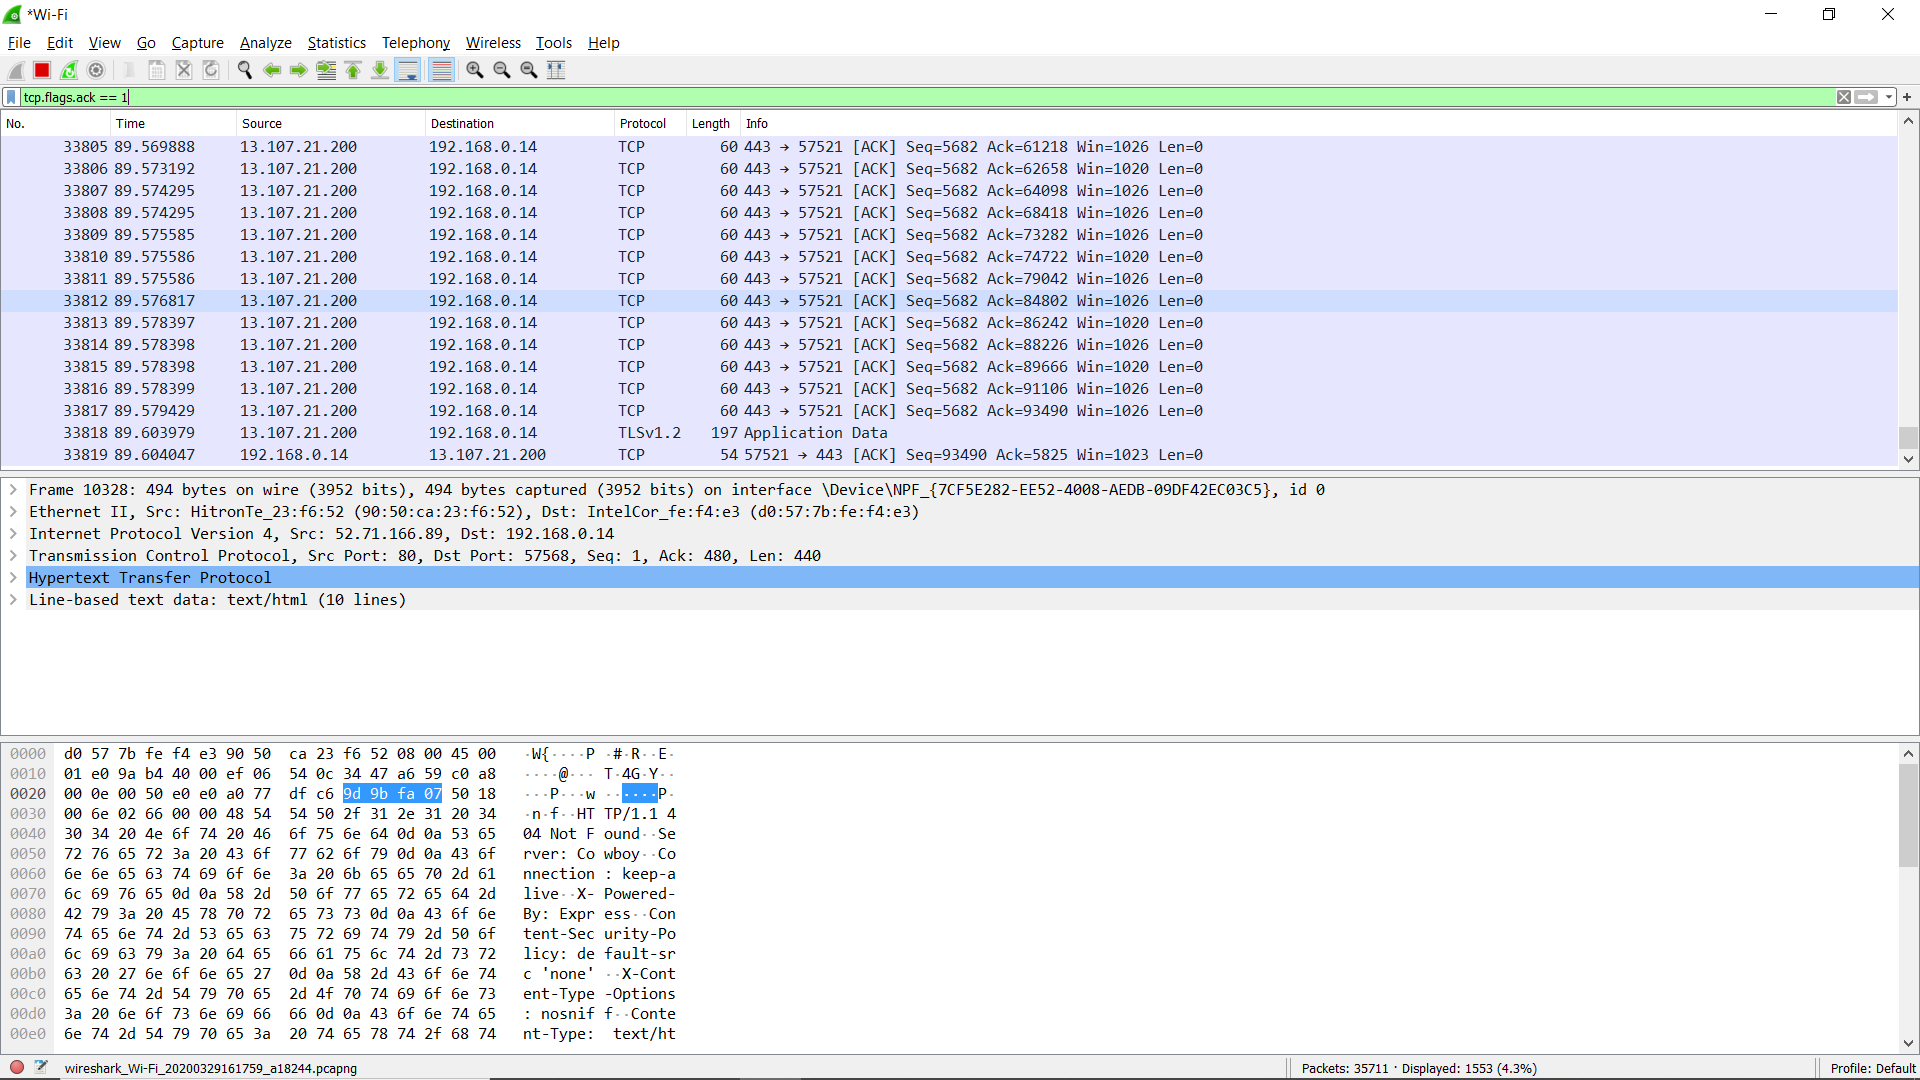 *Wi-Fi
File Edit View Go Capture Analyze Statistics Telephony Wireless Tools Help
tcp.flags.ack == 1
No. Time Source Destination Protocol Length Info
33805 89.569888 13.107.21.200 192.168.0.14 TCP 60 443 → 57521 [ACK] Seq=5682 Ack=61218 Win=1026 Len=0
33806 89.573192 13.107.21.200 192.168.0.14 TCP 60 443 → 57521 [ACK] Seq=5682 Ack=62658 Win=1020 Len=0
33807 89.574295 13.107.21.200 192.168.0.14 TCP 60 443 → 57521 [ACK] Seq=5682 Ack=64098 Win=1026 Len=0
33808 89.574295 13.107.21.200 192.168.0.14 TCP 60 443 → 57521 [ACK] Seq=5682 Ack=68418 Win=1026 Len=0
33809 89.575585 13.107.21.200 192.168.0.14 TCP 60 443 → 57521 [ACK] Seq=5682 Ack=73282 Win=1026 Len=0
33810 89.575586 13.107.21.200 192.168.0.14 TCP 60 443 → 57521 [ACK] Seq=5682 Ack=74722 Win=1020 Len=0
33811 89.575586 13.107.21.200 192.168.0.14 TCP 60 443 → 57521 [ACK] Seq=5682 Ack=79042 Win=1026 Len=0
33812 89.576817 13.107.21.200 192.168.0.14 TCP 60 443 → 57521 [ACK] Seq=5682 Ack=84802 Win=1026 Len=0
33813 89.578397 13.107.21.200 192.168.0.14 TCP 60 443 → 57521 [ACK] Seq=5682 Ack=86242 Win=1020 Len=0
33814 89.578398 13.107.21.200 192.168.0.14 TCP 60 443 → 57521 [ACK] Seq=5682 Ack=88226 Win=1026 Len=0
33815 89.578398 13.107.21.200 192.168.0.14 TCP 60 443 → 57521 [ACK] Seq=5682 Ack=89666 Win=1020 Len=0
33816 89.578399 13.107.21.200 192.168.0.14 TCP 60 443 → 57521 [ACK] Seq=5682 Ack=91106 Win=1026 Len=0
33817 89.579429 13.107.21.200 192.168.0.14 TCP 60 443 → 57521 [ACK] Seq=5682 Ack=93490 Win=1026 Len=0
33818 89.603979 13.107.21.200 192.168.0.14 TLSv1.2 197 Application Data
33819 89.604047 192.168.0.14 13.107.21.200 TCP 54 57521 → 443 [ACK] Seq=93490 Ack=5825 Win=1023 Len=0
Frame 10328: 494 bytes on wire (3952 bits), 494 bytes captured (3952 bits) on interface \Device\NPF_{7CF5E282-EE52-4008-AEDB-09DF42EC03C5}, id 0
Ethernet II, Src: HitronTe_23:f6:52 (90:50:ca:23:f6:52), Dst: IntelCor_fe:f4:e3 (d0:57:7b:fe:f4:e3)
Internet Protocol Version 4, Src: 52.71.166.89, Dst: 192.168.0.14
Transmission Control Protocol, Src Port: 80, Dst Port: 57568, Seq: 1, Ack: 480, Len: 440
Hypertext Transfer Protocol
Line-based text data: text/html (10 lines)
0000 d0 57 7b fe f4 e3 90 50 ca 23 f6 52 08 00 45 00 ·W{····P ·#·R··E·
0010 01 e0 9a b4 40 00 ef 06 54 0c 34 47 a6 59 c0 a8 ····@··· T·4G·Y··
0020 00 0e 00 50 e0 e0 a0 77 df c6 9d 9b fa 07 50 18 ···P···w ······P·
0030 00 6e 02 66 00 00 48 54 54 50 2f 31 2e 31 20 34 ·n·f··HT TP/1.1 4
0040 30 34 20 4e 6f 74 20 46 6f 75 6e 64 0d 0a 53 65 04 Not F ound··Se
0050 72 76 65 72 3a 20 43 6f 77 62 6f 79 0d 0a 43 6f rver: Co wboy··Co
0060 6e 6e 65 63 74 69 6f 6e 3a 20 6b 65 65 70 2d 61 nnection : keep-a
0070 6c 69 76 65 0d 0a 58 2d 50 6f 77 65 72 65 64 2d live··X- Powered-
0080 42 79 3a 20 45 78 70 72 65 73 73 0d 0a 43 6f 6e By: Expr ess··Con
0090 74 65 6e 74 2d 53 65 63 75 72 69 74 79 2d 50 6f tent-Sec urity-Po
00a0 6c 69 63 79 3a 20 64 65 66 61 75 6c 74 2d 73 72 licy: de fault-sr
00b0 63 20 27 6e 6f 6e 65 27 0d 0a 58 2d 43 6f 6e 74 c 'none' ··X-Cont
00c0 65 6e 74 2d 54 79 70 65 2d 4f 70 74 69 6f 6e 73 ent-Type -Options
00d0 3a 20 6e 6f 73 6e 69 66 66 0d 0a 43 6f 6e 74 65 : nosnif f··Conte
00e0 6e 74 2d 54 79 70 65 3a 20 74 65 78 74 2f 68 74 nt-Type: text/ht
wireshark_Wi-Fi_20200329161759_a18244.pcapng Packets: 35711 · Displayed: 1553 (4.3%) Profile: Default